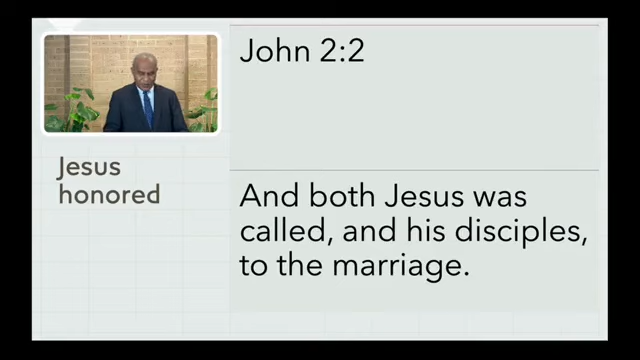 John 2:2
Jesus
honored
And both Jesus was
called, and his disciples,
to the marriage.